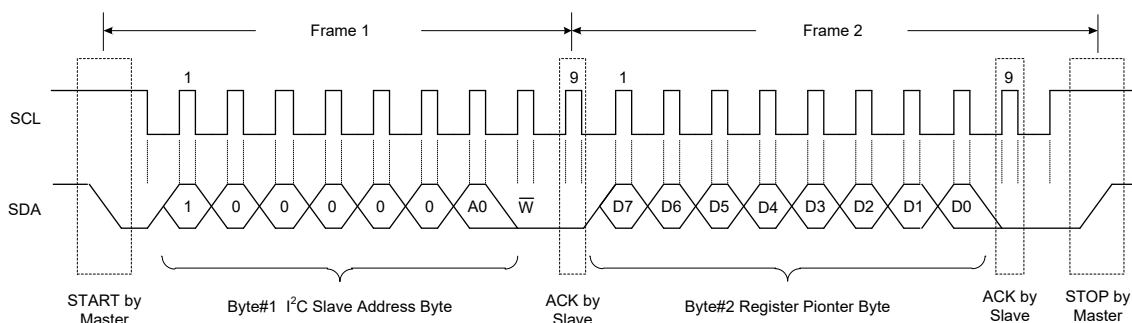 Frame 1 Frame 2
1 9 1 9
SCL
SDA 1 0 0 0 0 0 A0 W D7 D6 D5 D4 D3 D2 D1 D0
START by Master
Byte#1 I²C Slave Address Byte
ACK by Slave
Byte#2 Register Pionter Byte
ACK by Slave
STOP by Master